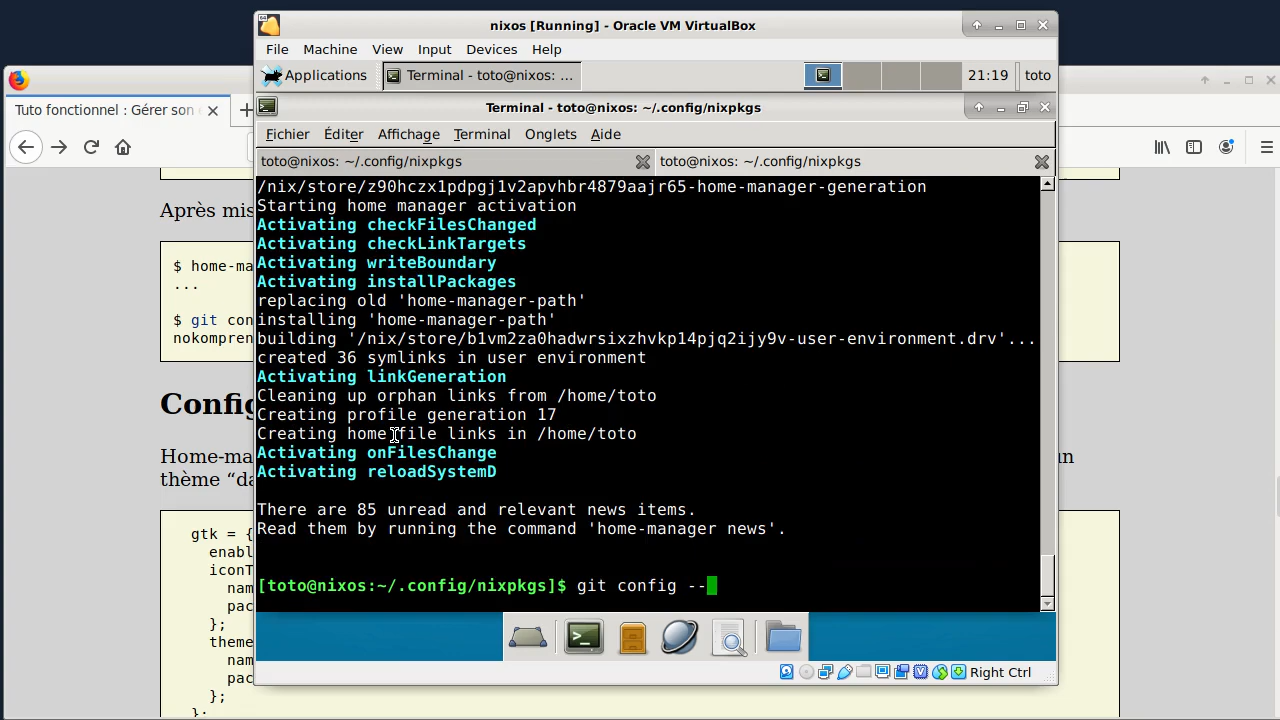 nixos [Running] - Oracle VM VirtualBox
File Machine View Input Devices Help
Applications
Terminal - toto@nixos: ...
21:19
toto
Tuto fonctionnel : Gérer son
Terminal - toto@nixos: ~/.config/nixpkgs
Fichier Éditer Affichage Terminal Onglets Aide
toto@nixos: ~/.config/nixpkgs
toto@nixos: ~/.config/nixpkgs
/nix/store/z90hczx1pdpgj1v2apvhbr4879aajr65-home-manager-generation
Starting home manager activation
Activating checkFilesChanged
Activating checkLinkTargets
Activating writeBoundary
Activating installPackages
replacing old 'home-manager-path'
installing 'home-manager-path'
building '/nix/store/b1vm2za0hadwrsixzhvkp14pjq2ijy9v-user-environment.drv'...
created 36 symlinks in user environment
Activating linkGeneration
Cleaning up orphan links from /home/toto
Creating profile generation 17
Creating home file links in /home/toto
Activating onFilesChange
Activating reloadSystemD
There are 85 unread and relevant news items.
Read them by running the command 'home-manager news'.
[toto@nixos:~/.config/nixpkgs]$ git config --
Right Ctrl
Après mis
$ home-ma
...
$ git con
nokompren
Config
Home-ma
un
thème “da
gtk = {
enabl
iconT
nam
pac
};
theme
nam
pac
};
};